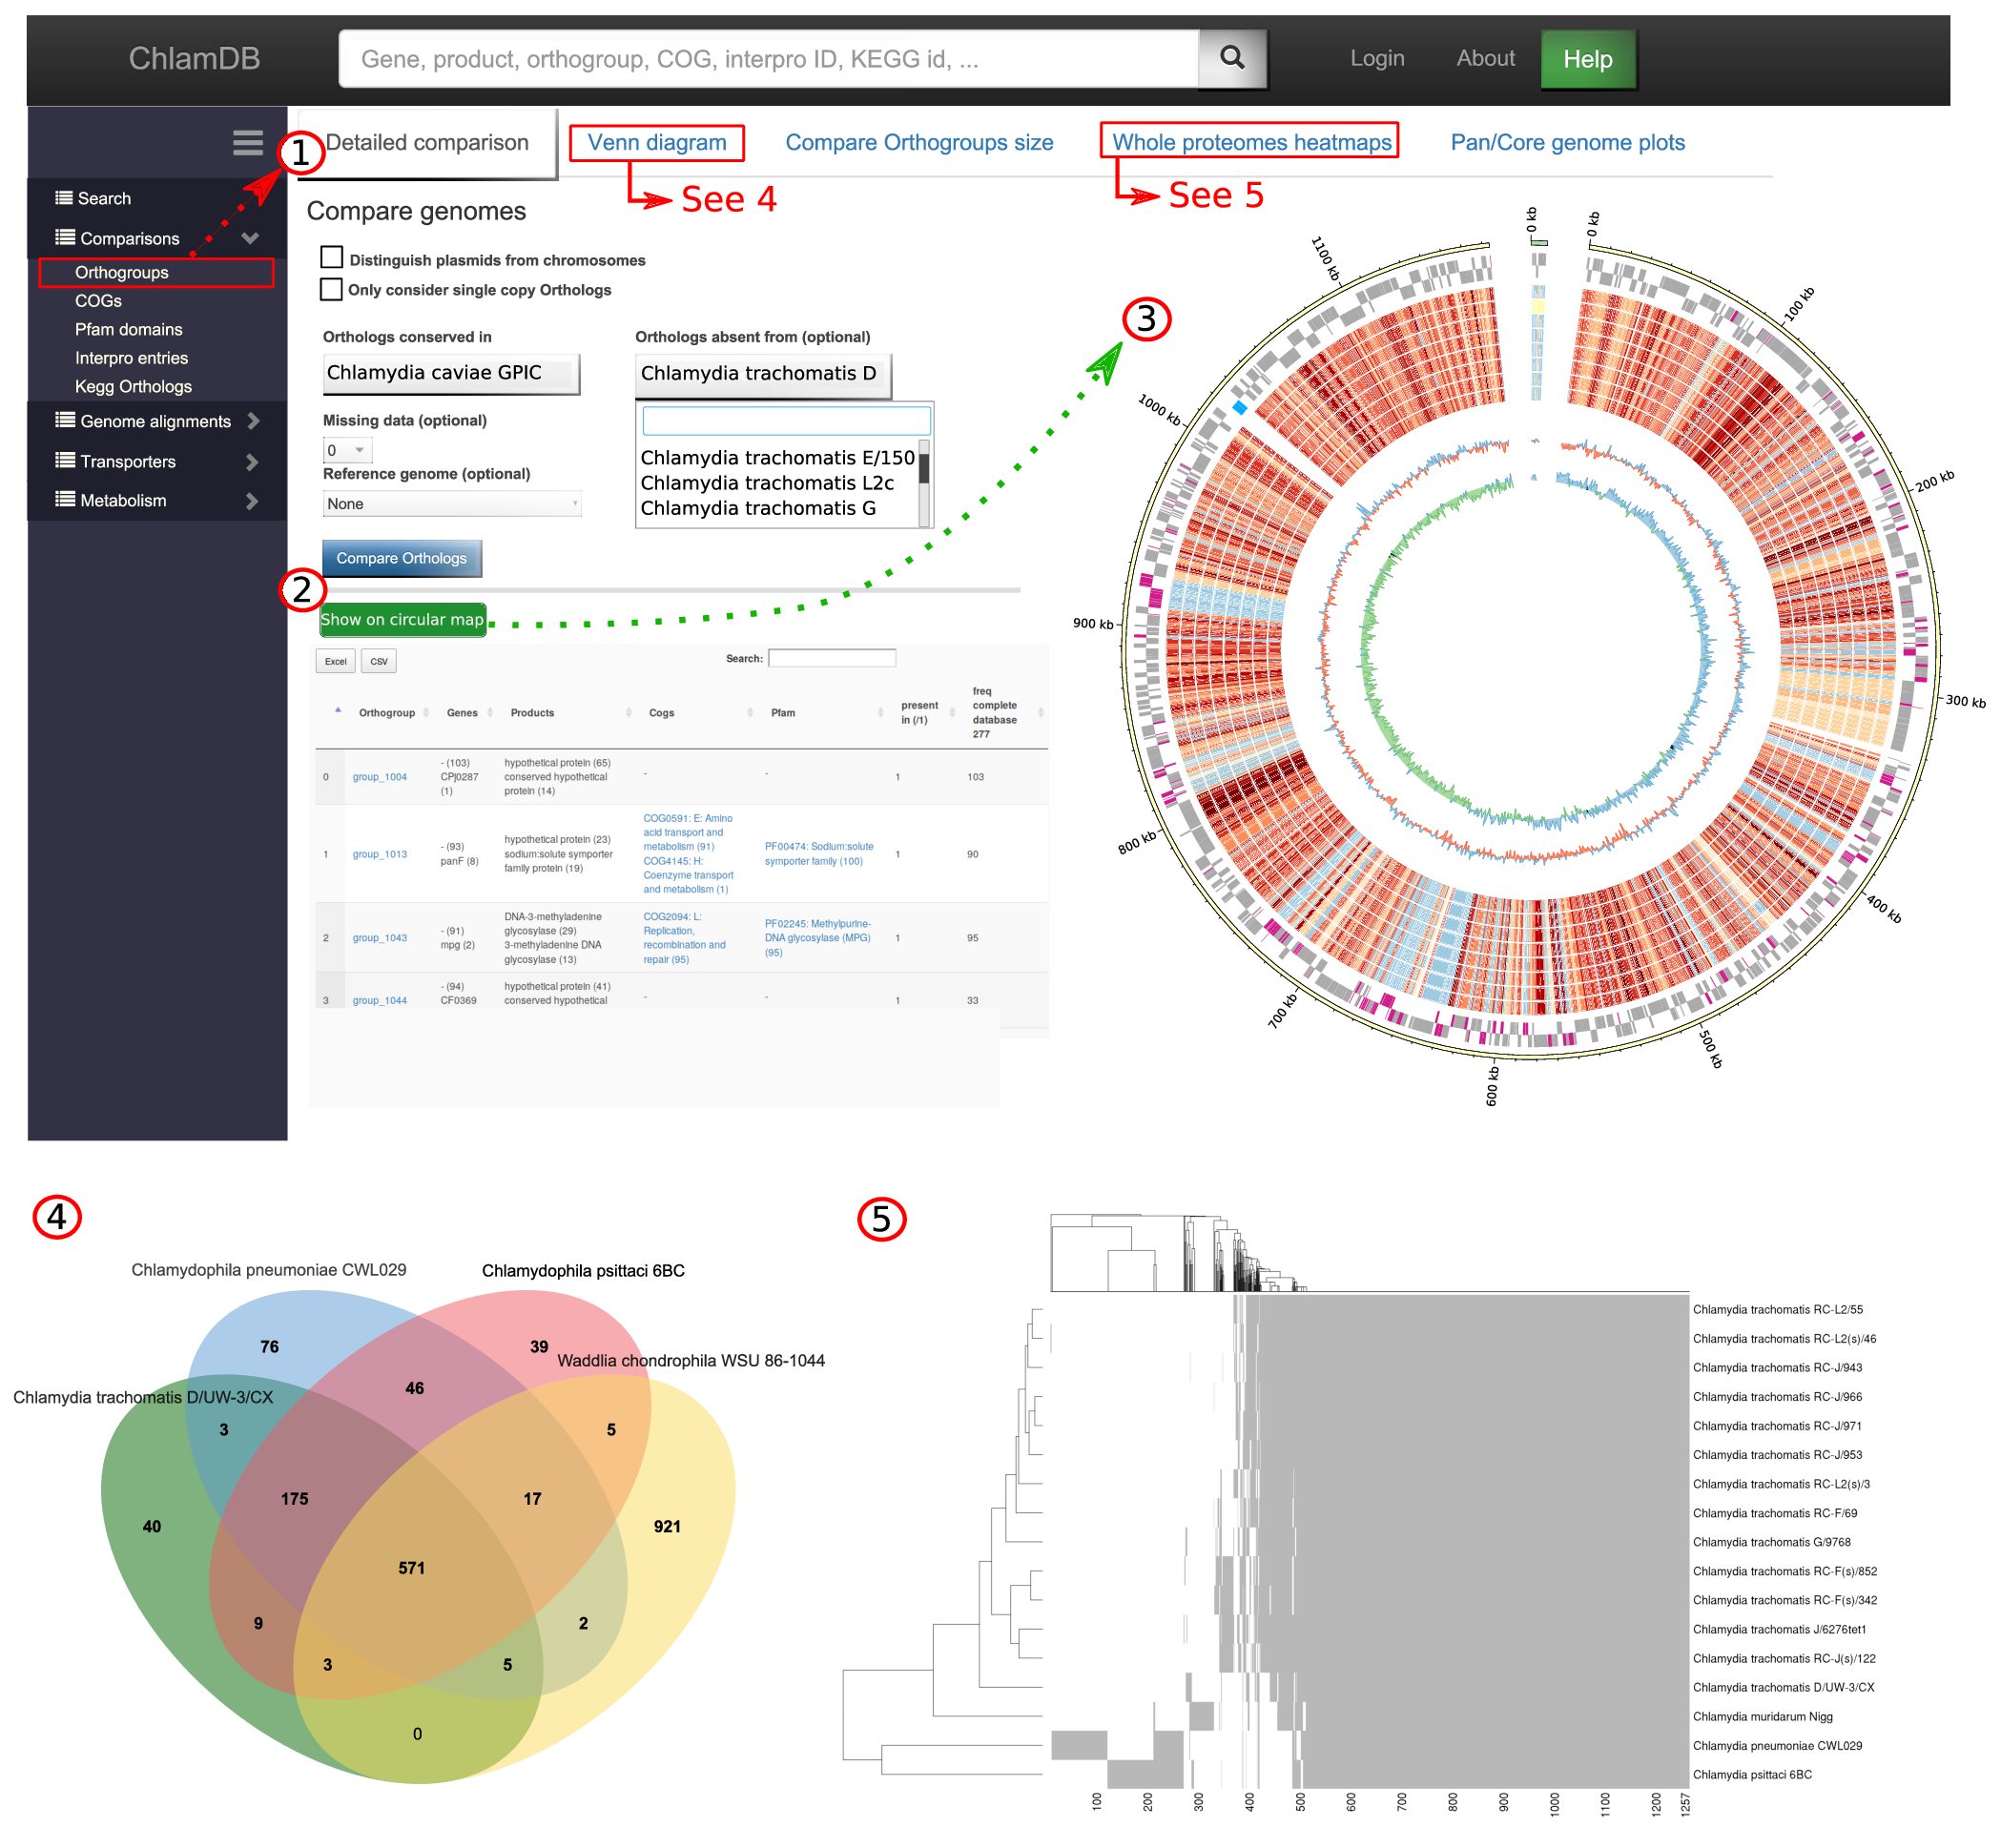 ChlamDB
Gene, product, orthogroup, COG, interpro ID, KEGG id, ...
Login
About
Help
1
Detailed comparison
Venn diagram
Compare Orthogroups size
Whole proteomes heatmaps
Pan/Core genome plots
See 4
See 5
Search
Comparisons
Orthogroups
COGs
Pfam domains
Interpro entries
Kegg Orthologs
Genome alignments
Transporters
Metabolism
Compare genomes
Distinguish plasmids from chromosomes
Only consider single copy Orthologs
Orthologs conserved in
Chlamydia caviae GPIC
Orthologs absent from (optional)
Chlamydia trachomatis D
Chlamydia trachomatis E/150
Chlamydia trachomatis L2c
Chlamydia trachomatis G
Missing data (optional)
0
Reference genome (optional)
None
Compare Orthologs
2
Show on circular map
Excel
CSV
Search:
Orthogroup
Genes
Products
Cogs
Pfam
present
in (/1)
freq
complete
database
277
0
group_1004
- (103)
CPj0287
(1)
hypothetical protein (65)
conserved hypothetical
protein (14)
-
-
1
103
1
group_1013
- (93)
panF (8)
hypothetical protein (23)
sodium:solute symporter
family protein (19)
COG0591: E: Amino
acid transport and
metabolism (91)
COG4145: H:
Coenzyme transport
and metabolism (1)
PF00474: Sodium:solute
symporter family (100)
1
90
2
group_1043
- (91)
mpg (2)
DNA-3-methyladenine
glycosylase (29)
3-methyladenine DNA
glycosylase (13)
COG2094: L:
Replication,
recombination and
repair (95)
PF02245: Methylpurine-
DNA glycosylase (MPG)
(95)
1
95
3
group_1044
- (94)
CF0369
hypothetical protein (41)
conserved hypothetical
-
-
1
33
3
0 kb
0 kb
100 kb
200 kb
300 kb
400 kb
500 kb
600 kb
700 kb
800 kb
900 kb
1000 kb
1100 kb
4
Chlamydophila pneumoniae CWL029
Chlamydophila psittaci 6BC
Waddlia chondrophila WSU 86-1044
Chlamydia trachomatis D/UW-3/CX
76
39
46
3
5
175
17
40
921
571
9
2
3
5
0
5
Chlamydia trachomatis RC-L2/55
Chlamydia trachomatis RC-L2(s)/46
Chlamydia trachomatis RC-J/943
Chlamydia trachomatis RC-J/966
Chlamydia trachomatis RC-J/971
Chlamydia trachomatis RC-J/953
Chlamydia trachomatis RC-L2(s)/3
Chlamydia trachomatis RC-F/69
Chlamydia trachomatis G/9768
Chlamydia trachomatis RC-F(s)/852
Chlamydia trachomatis RC-F(s)/342
Chlamydia trachomatis J/6276tet1
Chlamydia trachomatis RC-J(s)/122
Chlamydia trachomatis D/UW-3/CX
Chlamydia muridarum Nigg
Chlamydia pneumoniae CWL029
Chlamydia psittaci 6BC
100
200
300
400
500
600
700
800
900
1000
1100
1200
1257